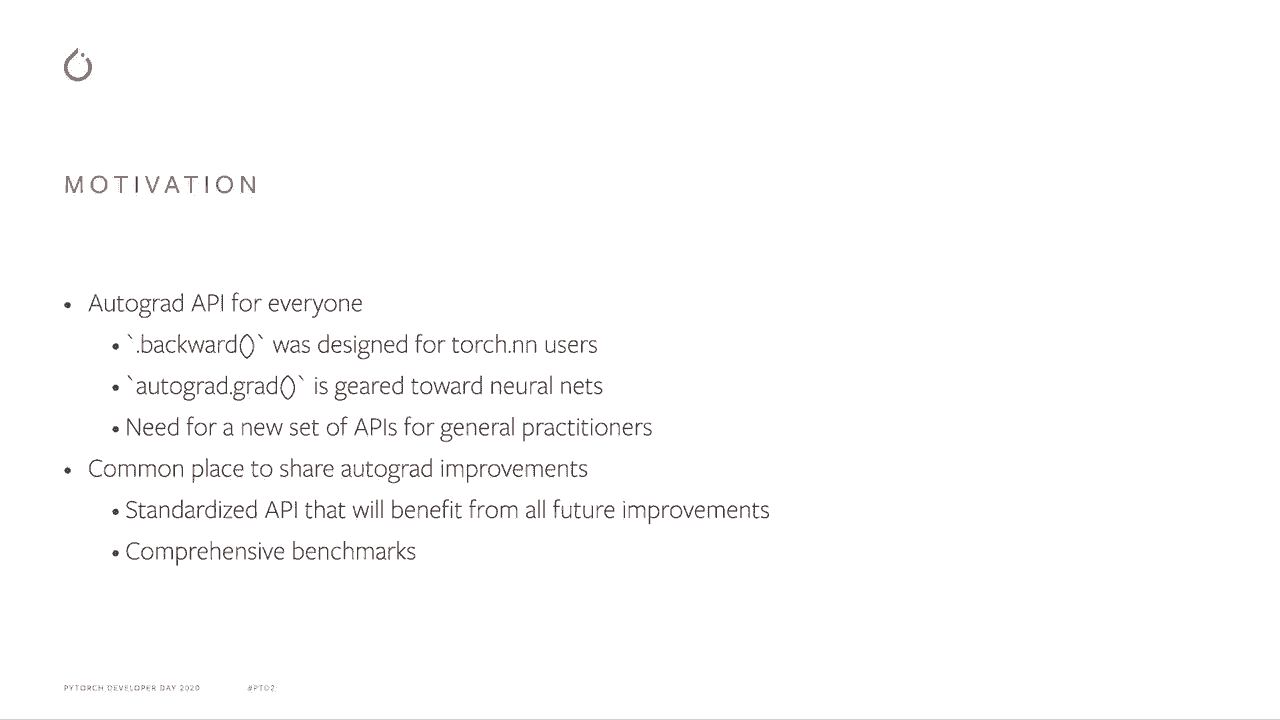 MOTIVATION
• Autograd API for everyone
• `.backward()` was designed for torch.nn users
• `autograd.grad()` is geared toward neural nets
• Need for a new set of APIs for general practitioners
• Common place to share autograd improvements
• Standardized API that will benefit from all future improvements
• Comprehensive benchmarks
PYTORCH DEVELOPER DAY 2020 #PTD2